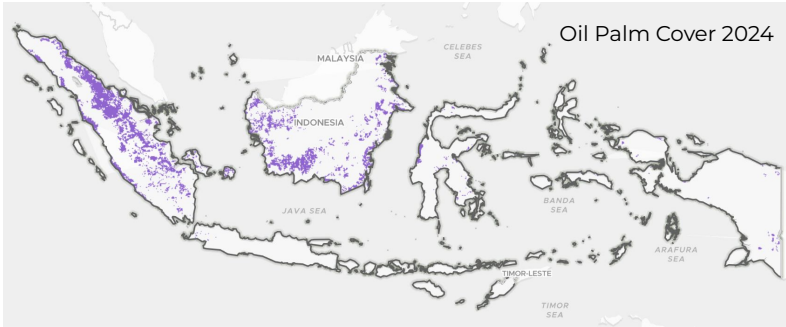 Oil Palm Cover 2024
CELEBES
SEA
MALAYSIA
INDONESIA
JAVA SEA
BANDA
SEA
ARAFURA
SEA
TIMOR-LESTE
TIMOR
SEA